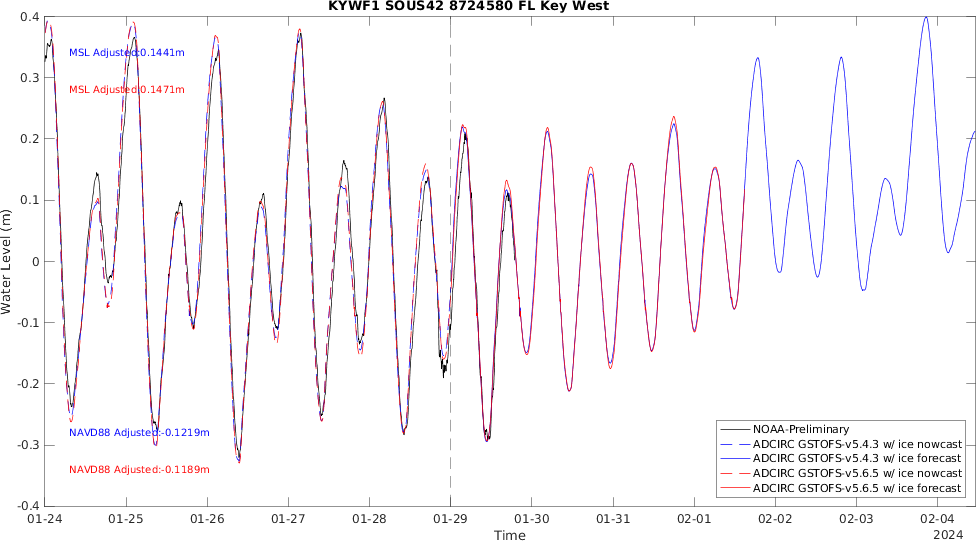 KYWF1 SOUS42 8724580 FL Key West
0.4
0.3
0.2
0.1
0
-0.1
-0.2
-0.3
-0.4
Water Level (m)
MSL Adjusted:0.1441m
MSL Adjusted:0.1471m
NAVD88 Adjusted:-0.1219m
NAVD88 Adjusted:-0.1189m
NOAA-Preliminary
ADCIRC GSTOFS-v5.4.3 w/ ice nowcast
ADCIRC GSTOFS-v5.4.3 w/ ice forecast
ADCIRC GSTOFS-v5.6.5 w/ ice nowcast
ADCIRC GSTOFS-v5.6.5 w/ ice forecast
01-24 01-25 01-26 01-27 01-28 01-29 01-30 01-31 02-01 02-02 02-03 02-04
Time
2024